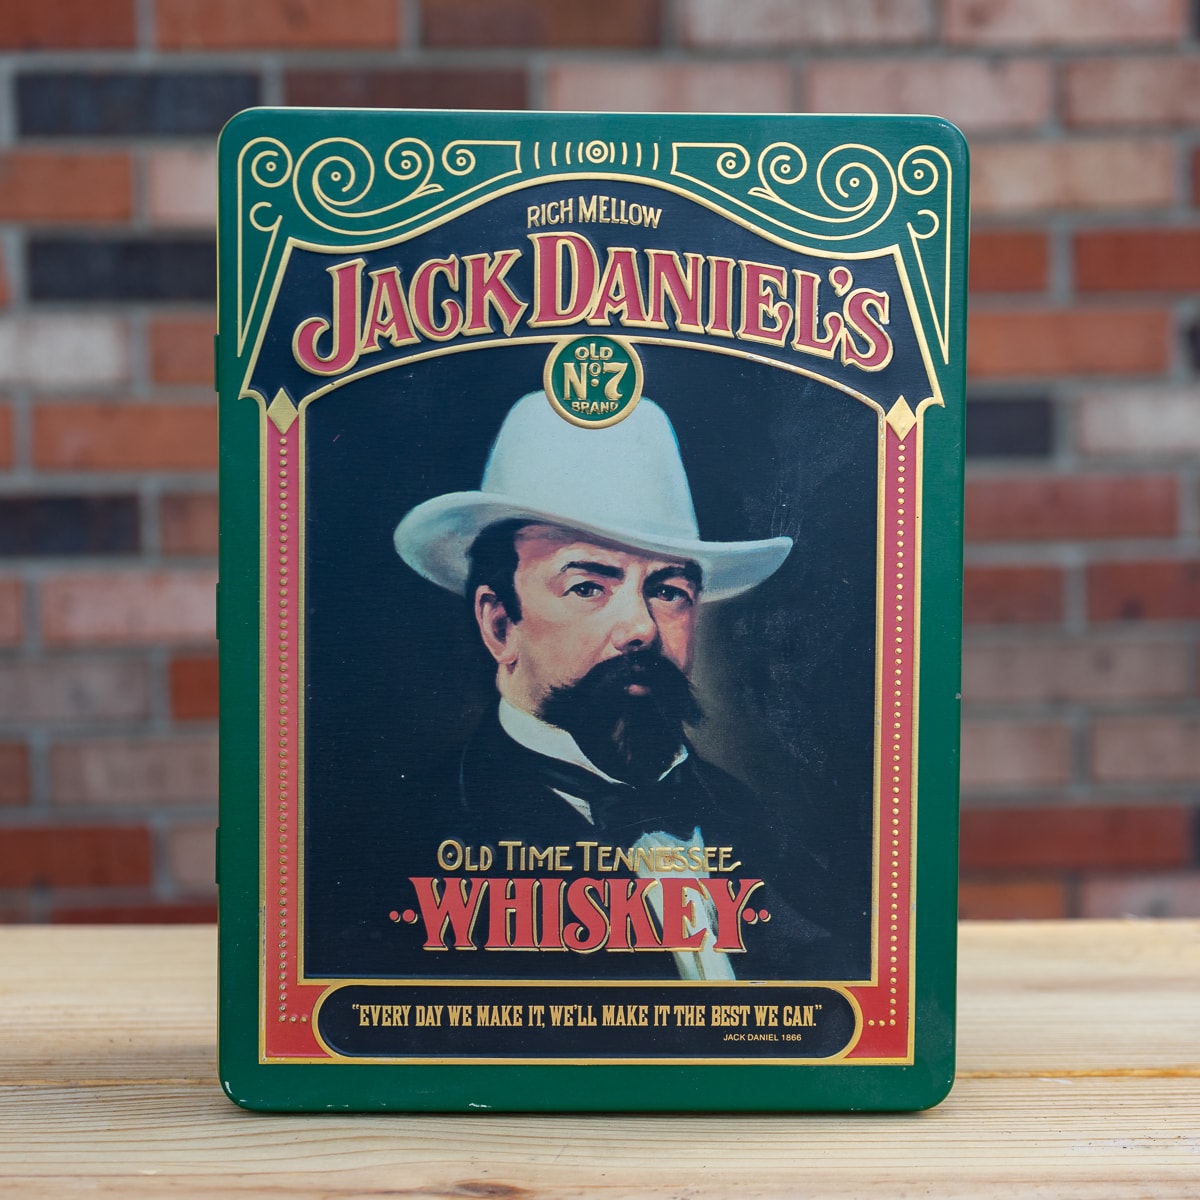 RICH MELLOW
JACK DANIEL'S
OLD
No. 7
BRAND
OLD TIME TENNESSEE
WHISKEY
"EVERY DAY WE MAKE IT, WE'LL MAKE IT THE BEST WE CAN."
JACK DANIEL 1866